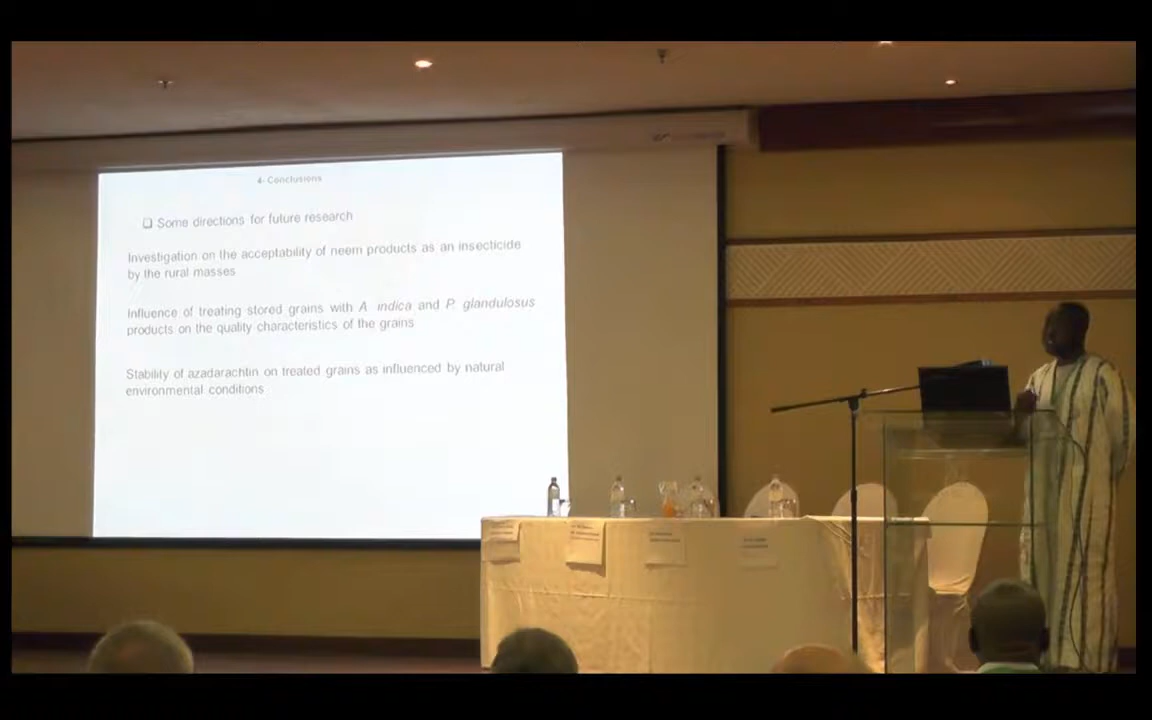 4- Conclusions
❑ Some directions for future research
Investigation on the acceptability of neem products as an insecticide
by the rural masses
Influence of treating stored grains with A. indica and P. glandulosus
products on the quality characteristics of the grains
Stability of azadarachtin on treated grains as influenced by natural
environmental conditions